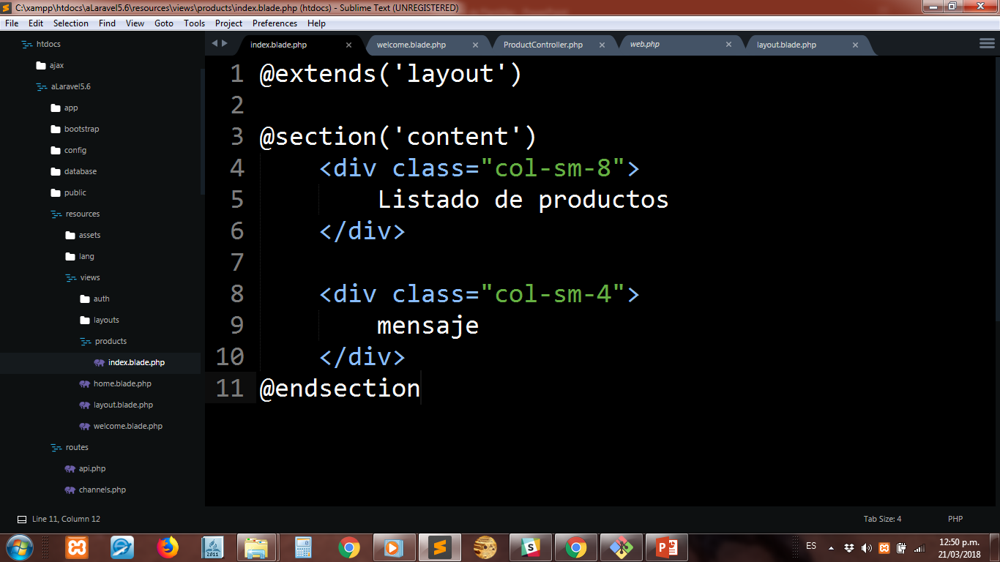 C:\xampp\htdocs\aLaravel5.6\resources\views\products\index.blade.php (htdocs) - Sublime Text (UNREGISTERED)
File Edit Selection Find View Goto Tools Project Preferences Help
htdocs
ajax
aLaravel5.6
app
bootstrap
config
database
public
resources
assets
lang
views
auth
layouts
products
index.blade.php
home.blade.php
layout.blade.php
welcome.blade.php
routes
api.php
channels.php
index.blade.php welcome.blade.php ProductController.php web.php layout.blade.php
1 @extends('layout')
2
3 @section('content')
4 <div class="col-sm-8">
5 Listado de productos
6 </div>
7
8 <div class="col-sm-4">
9 mensaje
10 </div>
11 @endsection
Line 11, Column 12 Tab Size: 4 PHP
2011
ES
12:50 p.m.
21/03/2018